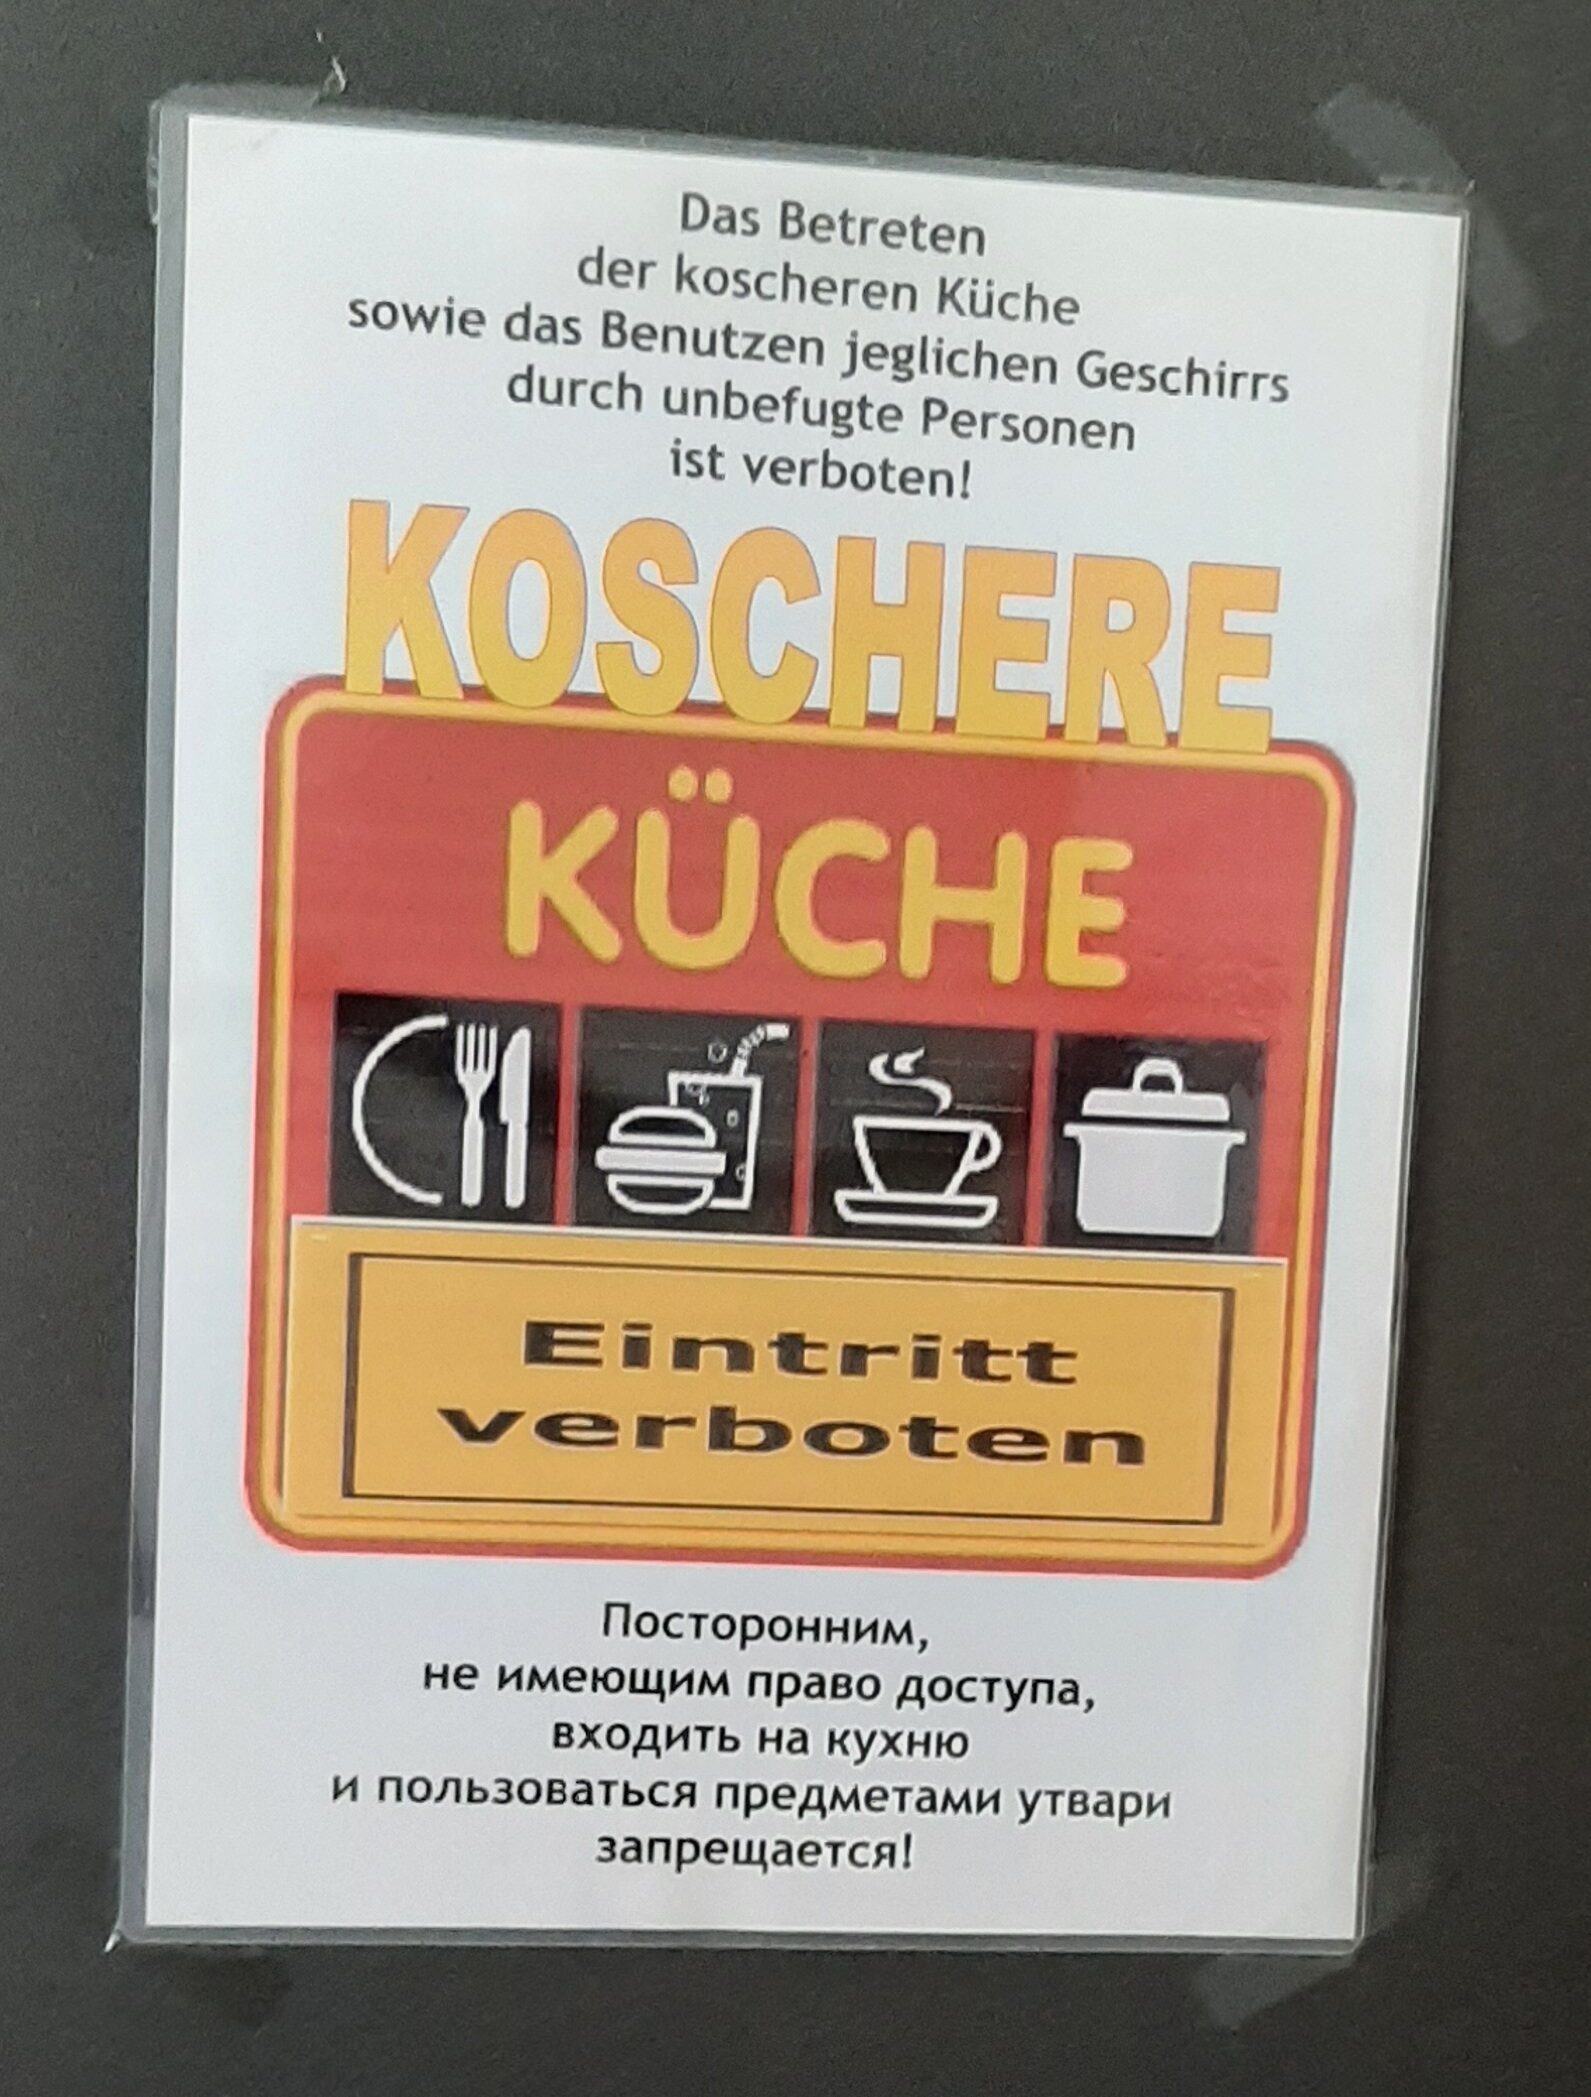 Das Betreten
der koscheren Küche
sowie das Benutzen jeglichen Geschirrs
durch unbefugte Personen
ist verboten!
KOSCHERE
KÜCHE
Eintritt
verboten
Посторонним,
не имеющим право доступа,
входить на кухню
и пользоваться предметами утвари
запрещается!